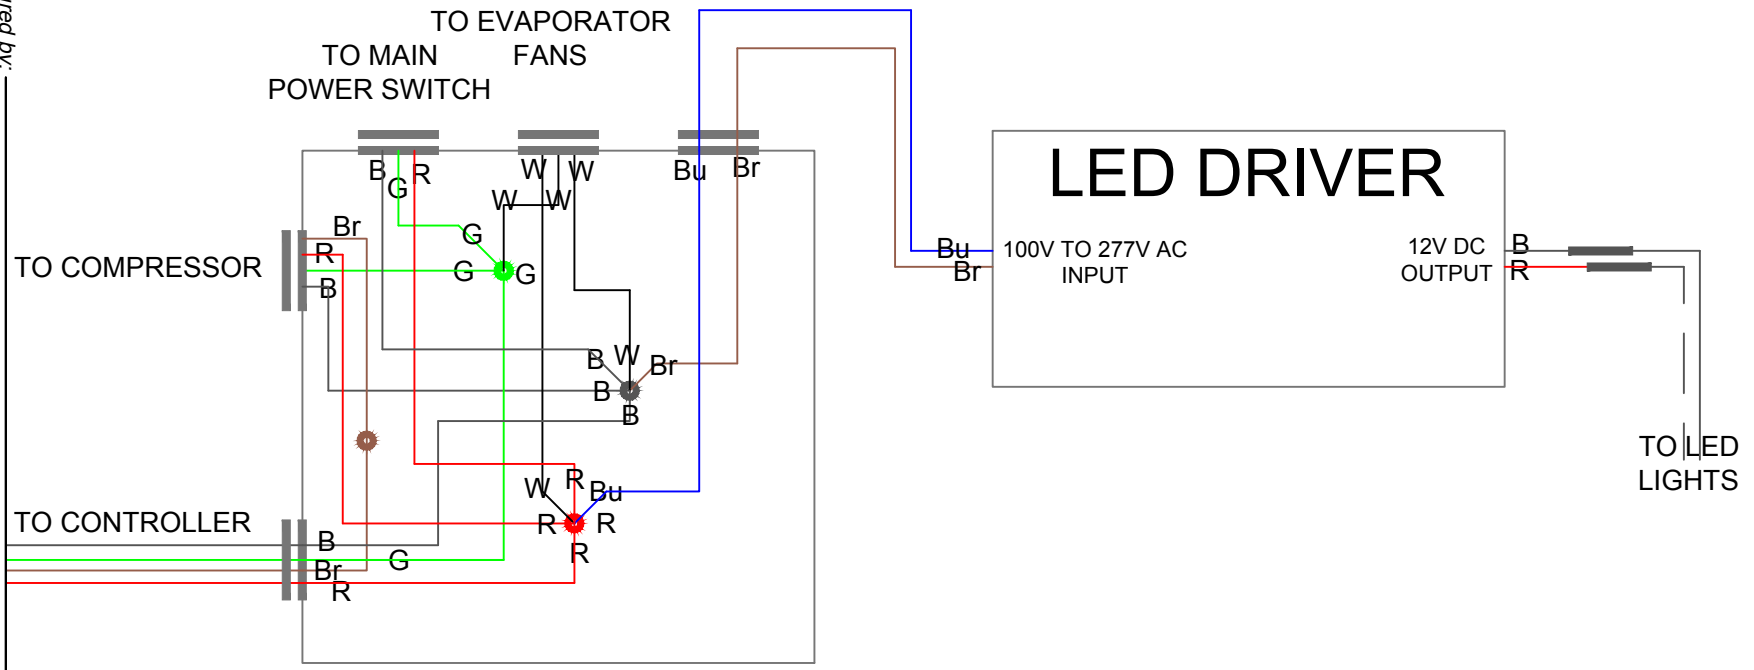 TO EVAPORATOR
FANS
TO MAIN
POWER SWITCH
LED DRIVER
B
G
R
W
W
W
W
Bu
Br
Br
R
G
G
G
B
TO COMPRESSOR
Bu
Br
100V TO 277V AC
INPUT
12V DC
OUTPUT
B
R
B
W
Br
B
B
TO LED
LIGHTS
W
R
Bu
R
R
R
TO CONTROLLER
B
G
Br
R
by: